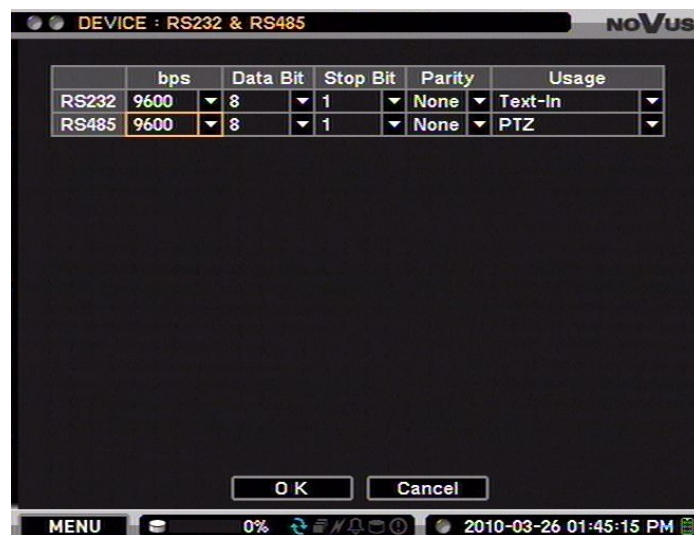 DEVICE : RS232 & RS485
NOVUS
bps Data Bit Stop Bit Parity Usage
RS232 9600 8 1 None Text-In
RS485 9600 8 1 None PTZ
O K Cancel
MENU 0% 2010-03-26 01:45:15 PM